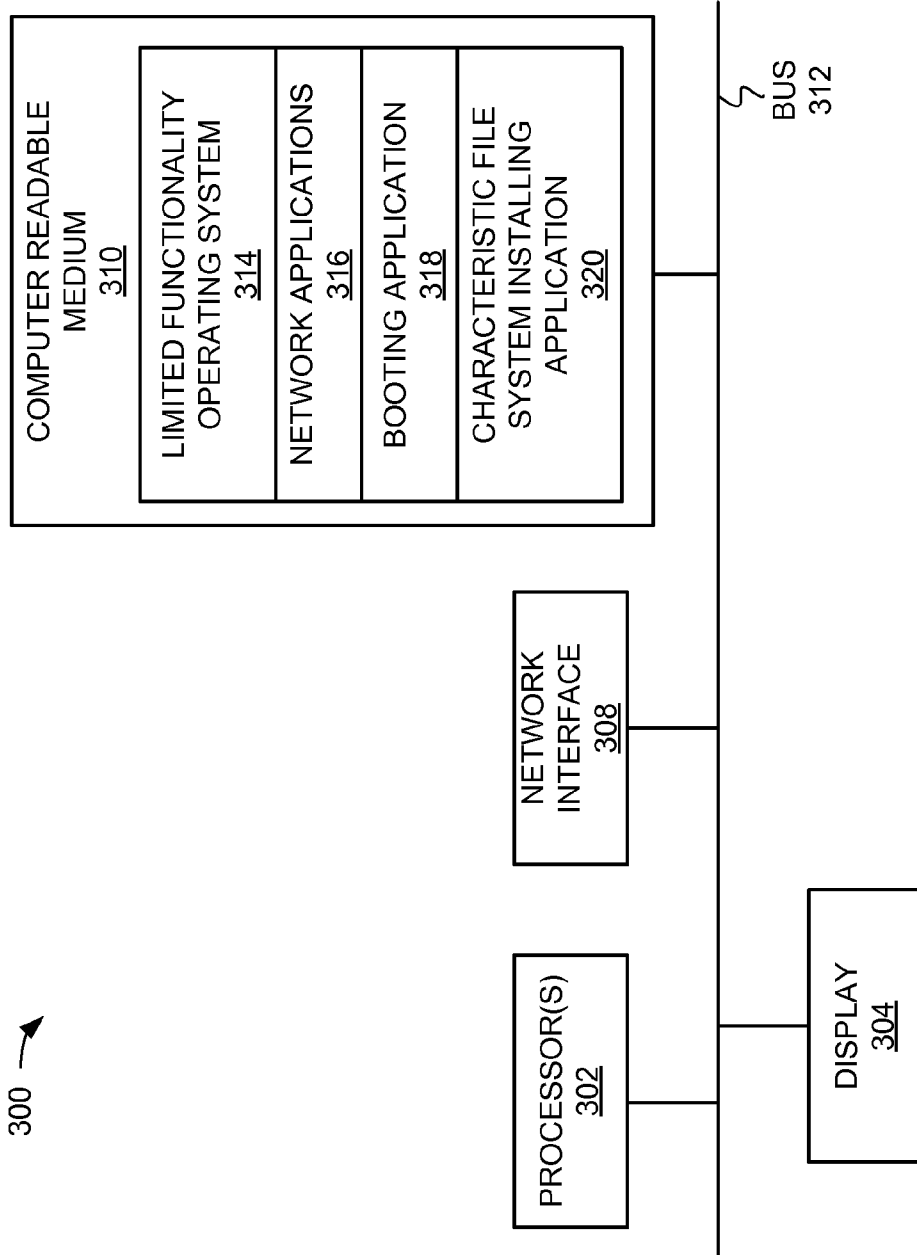 300
PROCESSOR(S)
302
NETWORK
INTERFACE
308
COMPUTER READABLE
MEDIUM
310
LIMITED FUNCTIONALITY
OPERATING SYSTEM
314
NETWORK APPLICATIONS
316
BOOTING APPLICATION
318
CHARACTERISTIC FILE
SYSTEM INSTALLING
APPLICATION
320
DISPLAY
304
BUS
312